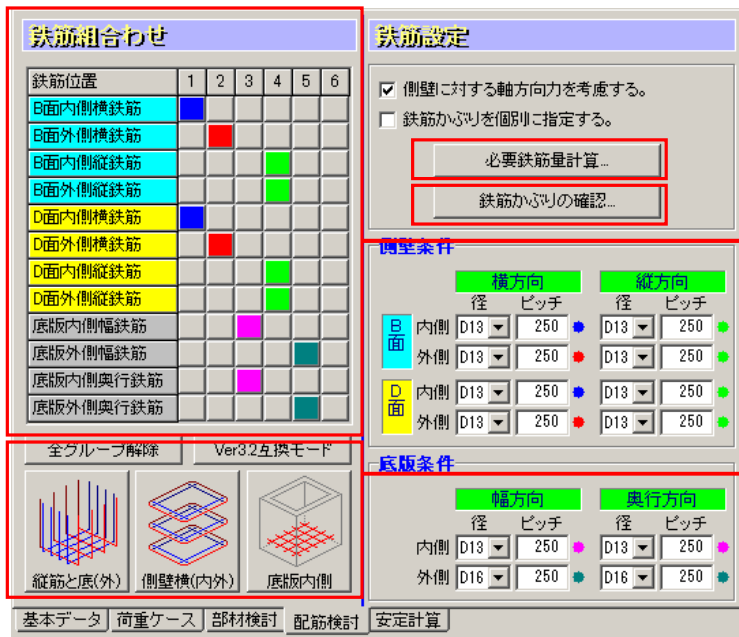 鉄筋組合わせ
鉄筋位置 1 2 3 4 5 6
B面内側横鉄筋
B面外側横鉄筋
B面内側縦鉄筋
B面外側縦鉄筋
D面内側横鉄筋
D面外側横鉄筋
D面内側縦鉄筋
D面外側縦鉄筋
底版内側幅鉄筋
底版外側幅鉄筋
底版内側奥行鉄筋
底版外側奥行鉄筋
全グループ解除 Ver3.2互換モード
縦筋と底(外) 側壁横(内外) 底版内側
鉄筋設定
側壁に対する軸方向力を考慮する。
鉄筋かぶりを個別に指定する。
必要鉄筋量計算...
鉄筋かぶりの確認...
側壁条件
横方向 縦方向
径 ピッチ 径 ピッチ
B面 内側 D13 250 D13 250
外側 D13 250 D13 250
D面 内側 D13 250 D13 250
外側 D13 250 D13 250
底版条件
幅方向 奥行方向
径 ピッチ 径 ピッチ
内側 D13 250 D13 250
外側 D16 250 D16 250
基本データ 荷重ケース 部材検討 配筋検討 安定計算